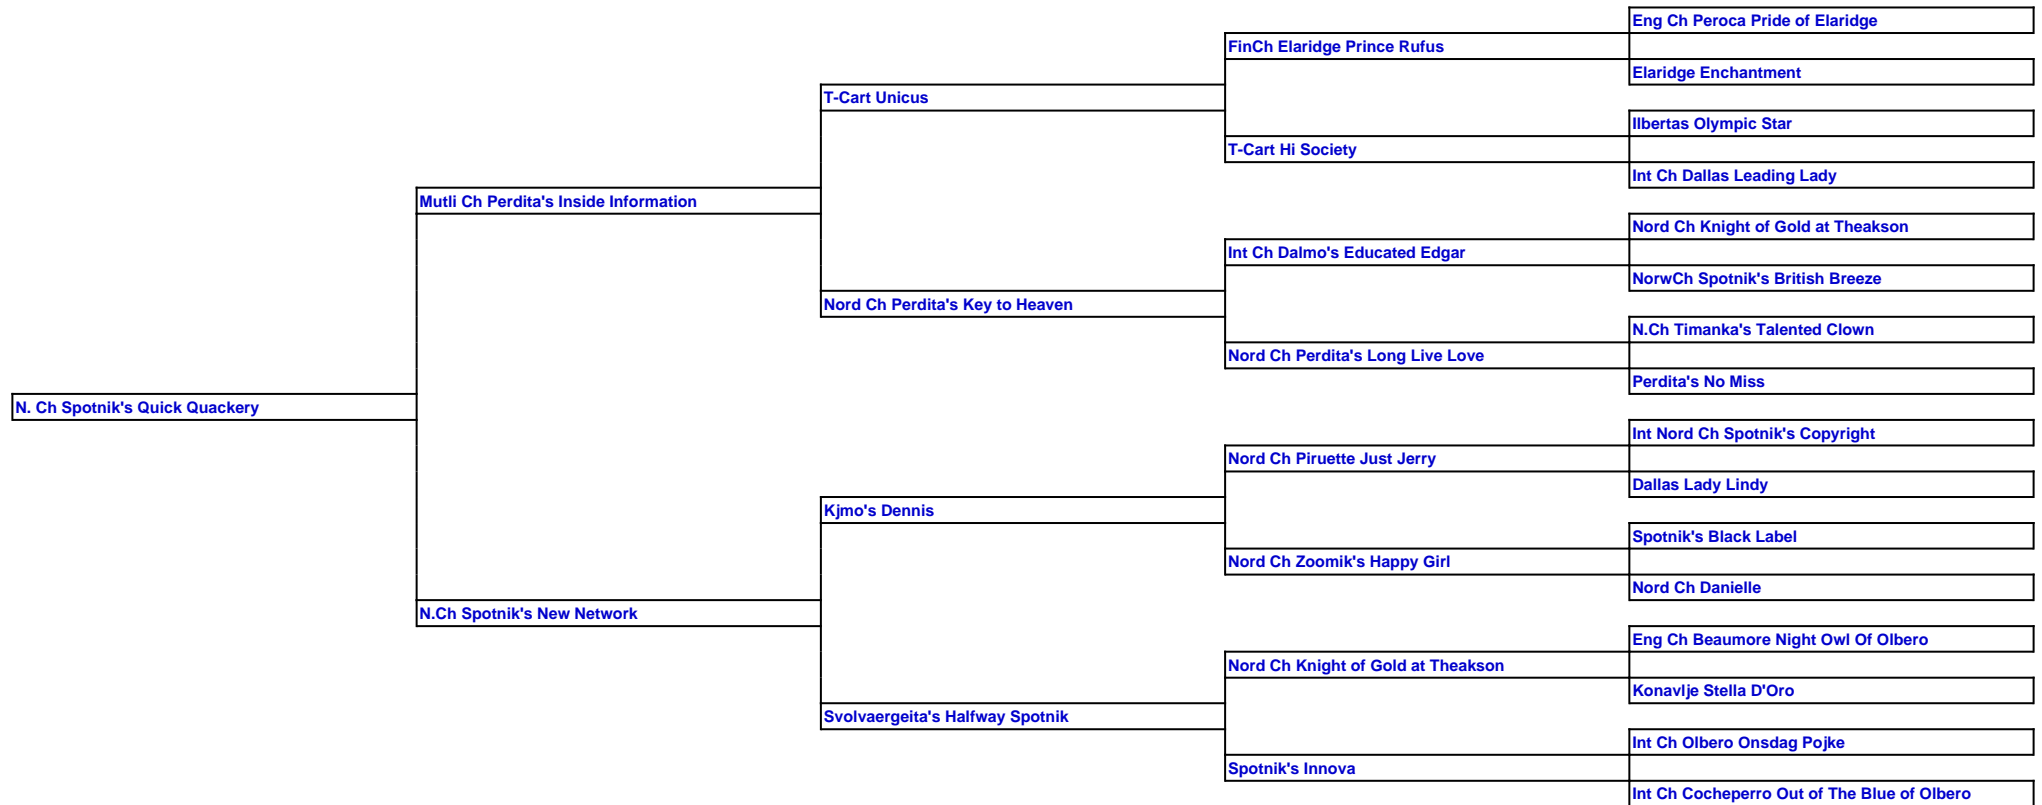 Eng Ch Peroca Pride of Elaridge
FinCh Elaridge Prince Rufus
Elaridge Enchantment
T-Cart Unicus
Ilbertas Olympic Star
T-Cart Hi Society
Int Ch Dallas Leading Lady
Mutli Ch Perdita's Inside Information
Nord Ch Knight of Gold at Theakson
Int Ch Dalmo's Educated Edgar
NorwCh Spotnik's British Breeze
Nord Ch Perdita's Key to Heaven
N.Ch Timanka's Talented Clown
Nord Ch Perdita's Long Live Love
Perdita's No Miss
N. Ch Spotnik's Quick Quackery
Int Nord Ch Spotnik's Copyright
Nord Ch Piruette Just Jerry
Dallas Lady Lindy
Kjmo's Dennis
Spotnik's Black Label
Nord Ch Zoomik's Happy Girl
Nord Ch Danielle
N.Ch Spotnik's New Network
Eng Ch Beaumore Night Owl Of Olbero
Nord Ch Knight of Gold at Theakson
Konavlje Stella D'Oro
Svolvaergeita's Halfway Spotnik
Int Ch Olbero Onsdag Pojke
Spotnik's Innova
Int Ch Cocheperro Out of The Blue of Olbero